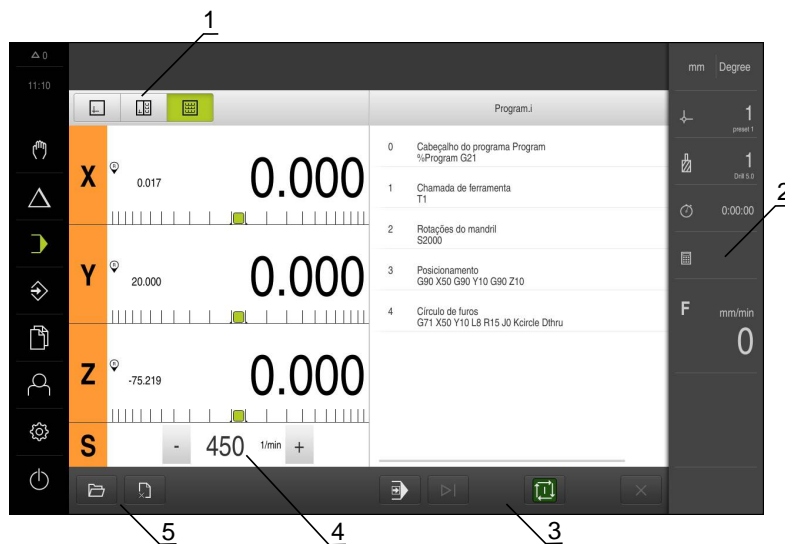 1
0
11:10
mm Degree
Program.i
1
preset 1
1
Drill 5.0
0:00:00
2
F mm/min
0
X R 0.017 0.000
Y R 20.000 0.000
Z R -75.219 0.000
S - 450 1/min +
0 Cabeçalho do programa Program
%Program G21
1 Chamada de ferramenta
T1
2 Rotações do mandril
S2000
3 Posicionamento
G90 X50 G90 Y10 G90 Z10
4 Círculo de furos
G71 X50 Y10 L8 R15 J0 Kcircle Dthru
5
4
3